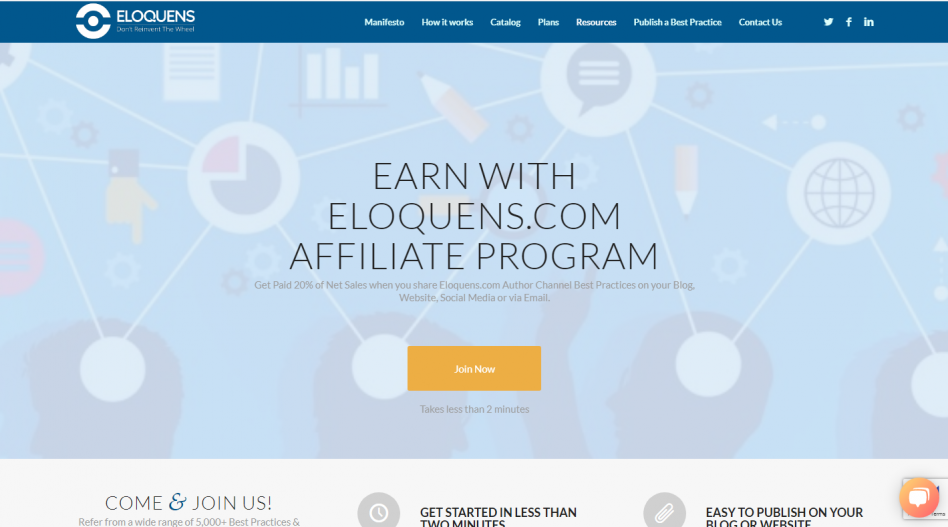 ELOQUENS
Don't Reinvent The Wheel
Manifesto How it works Catalog Plans Resources Publish a Best Practice Contact Us
EARN WITH
ELOQUENS.COM
AFFILIATE PROGRAM
Get Paid 20% of Net Sales when you share Eloquens.com Author Channel Best Practices on your Blog,
Website, Social Media or via Email.
Join Now
Takes less than 2 minutes
COME & JOIN US!
Refer from a wide range of 5,000+ Best Practices &
GET STARTED IN LESS THAN
TWO MINUTES
EASY TO PUBLISH ON YOUR
BLOG OR WEBSITE